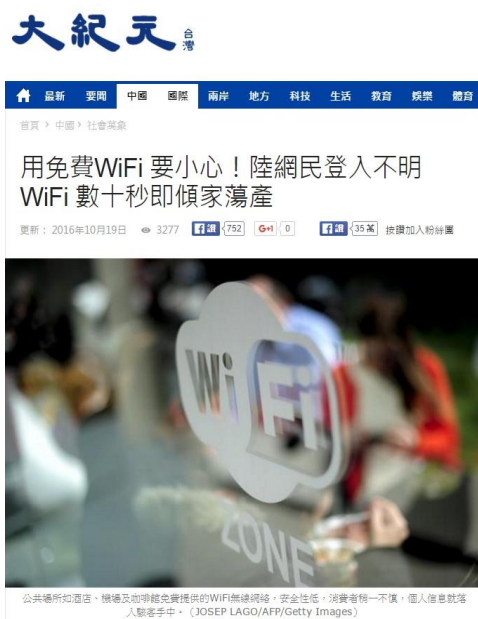 大紀元 台灣
最新 要聞 中國 國際 兩岸 地方 科技 生活 教育 娛樂 體育
首頁 › 中國 › 社會萬象
用免費WiFi 要小心！陸網民登入不明
WiFi 數十秒即傾家蕩產
更新： 2016年10月19日 3277 讚 752 G+1 0 讚 35 萬 按讚加入粉絲團
WiFi
ZONE
公共場所如酒店、機場及咖啡館免費提供的WiFi無線網絡，安全性低，消費者稍一不慎，個人信息就落
入駭客手中。（JOSEP LAGO/AFP/Getty Images）